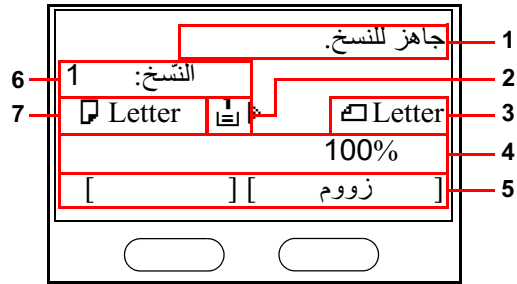 جاهز للنسخ. 1
6 النّسخ: 1
2
7 Letter Letter 3
100% 4
[ زووم ] [ ] 5